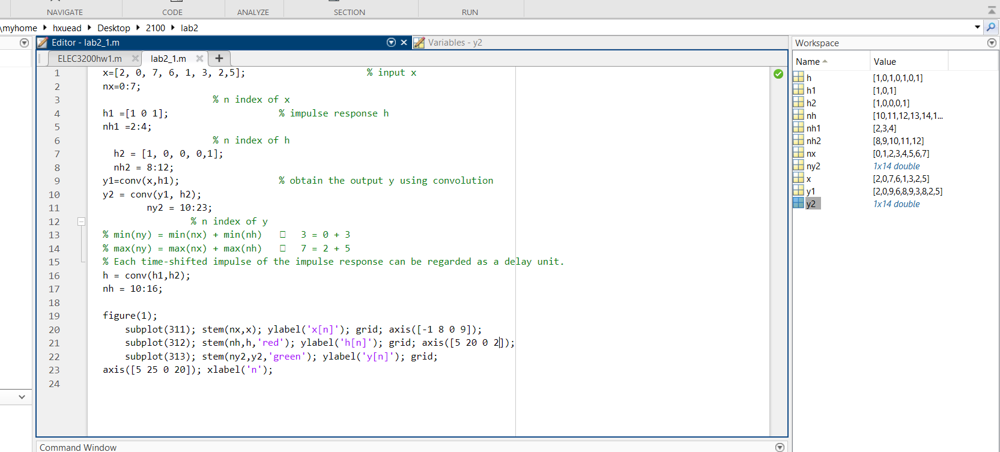 NAVIGATE CODE ANALYZE SECTION RUN
\myhome hxuead Desktop 2100 lab2
Editor - lab2_1.m Variables - y2
ELEC3200hw1.m lab2_1.m +
1 x=[2, 0, 7, 6, 1, 3, 2,5]; % input x
2 nx=0:7;
3 % n index of x
4 h1 =[1 0 1]; % impulse response h
5 nh1 =2:4;
6 % n index of h
7 h2 = [1, 0, 0, 0,1];
8 nh2 = 8:12;
9 y1=conv(x,h1); % obtain the output y using convolution
10 y2 = conv(y1, h2);
11 ny2 = 10:23;
12 % n index of y
13 % min(ny) = min(nx) + min(nh) 3 = 0 + 3
14 % max(ny) = max(nx) + max(nh) 7 = 2 + 5
15 % Each time-shifted impulse of the impulse response can be regarded as a delay unit.
16 h = conv(h1,h2);
17 nh = 10:16;
18
19 figure(1);
20 subplot(311); stem(nx,x); ylabel('x[n]'); grid; axis([-1 8 0 9]);
21 subplot(312); stem(nh,h,'red'); ylabel('h[n]'); grid; axis([5 20 0 2]);
22 subplot(313); stem(ny2,y2,'green'); ylabel('y[n]'); grid;
23 axis([5 25 0 20]); xlabel('n');
24
Command Window
Workspace
Name Value
h [1,0,1,0,1,0,1]
h1 [1,0,1]
h2 [1,0,0,0,1]
nh [10,11,12,13,14,1...
nh1 [2,3,4]
nh2 [8,9,10,11,12]
nx [0,1,2,3,4,5,6,7]
ny2 1x14 double
x [2,0,7,6,1,3,2,5]
y1 [2,0,9,6,8,9,3,8,2,5]
y2 1x14 double